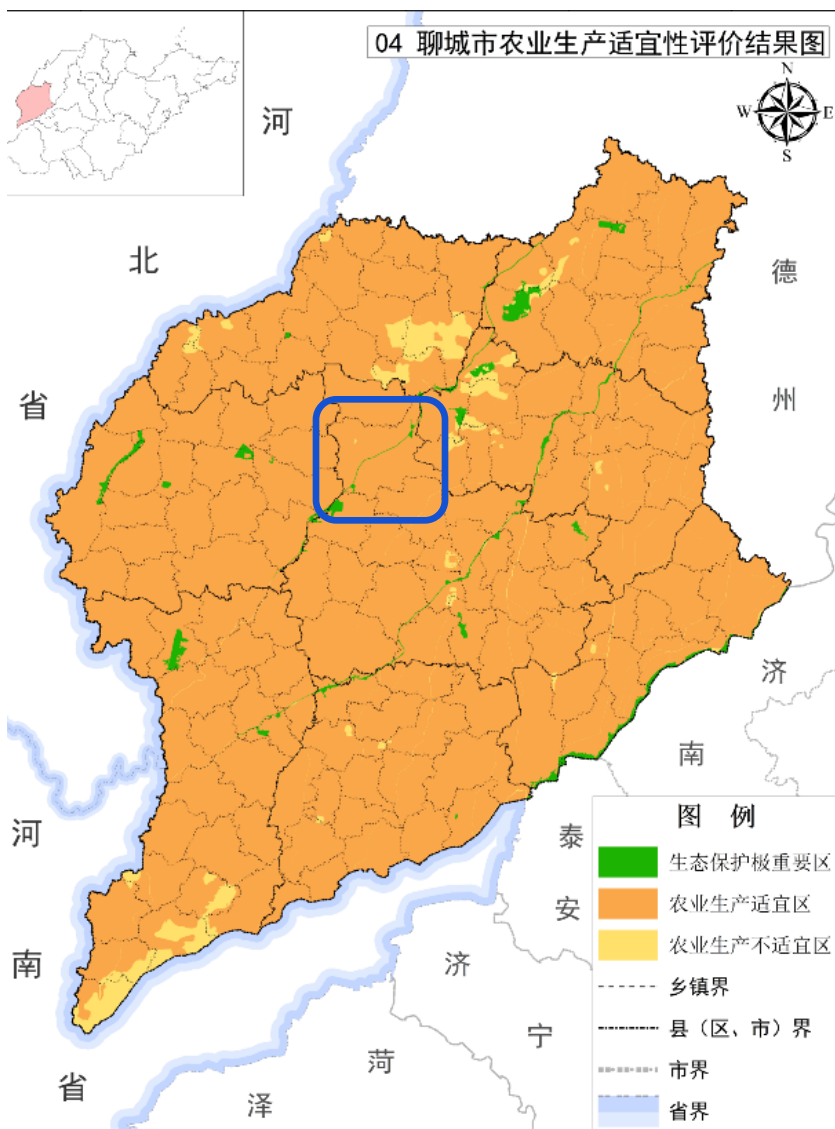 04 聊城市农业生产适宜性评价结果图
N
W
E
S
河
北
省
德
州
济
南
泰
安
济
宁
菏
泽
河
南
省
图 例
生态保护极重要区
农业生产适宜区
农业生产不适宜区
乡镇界
县（区、市）界
市界
省界